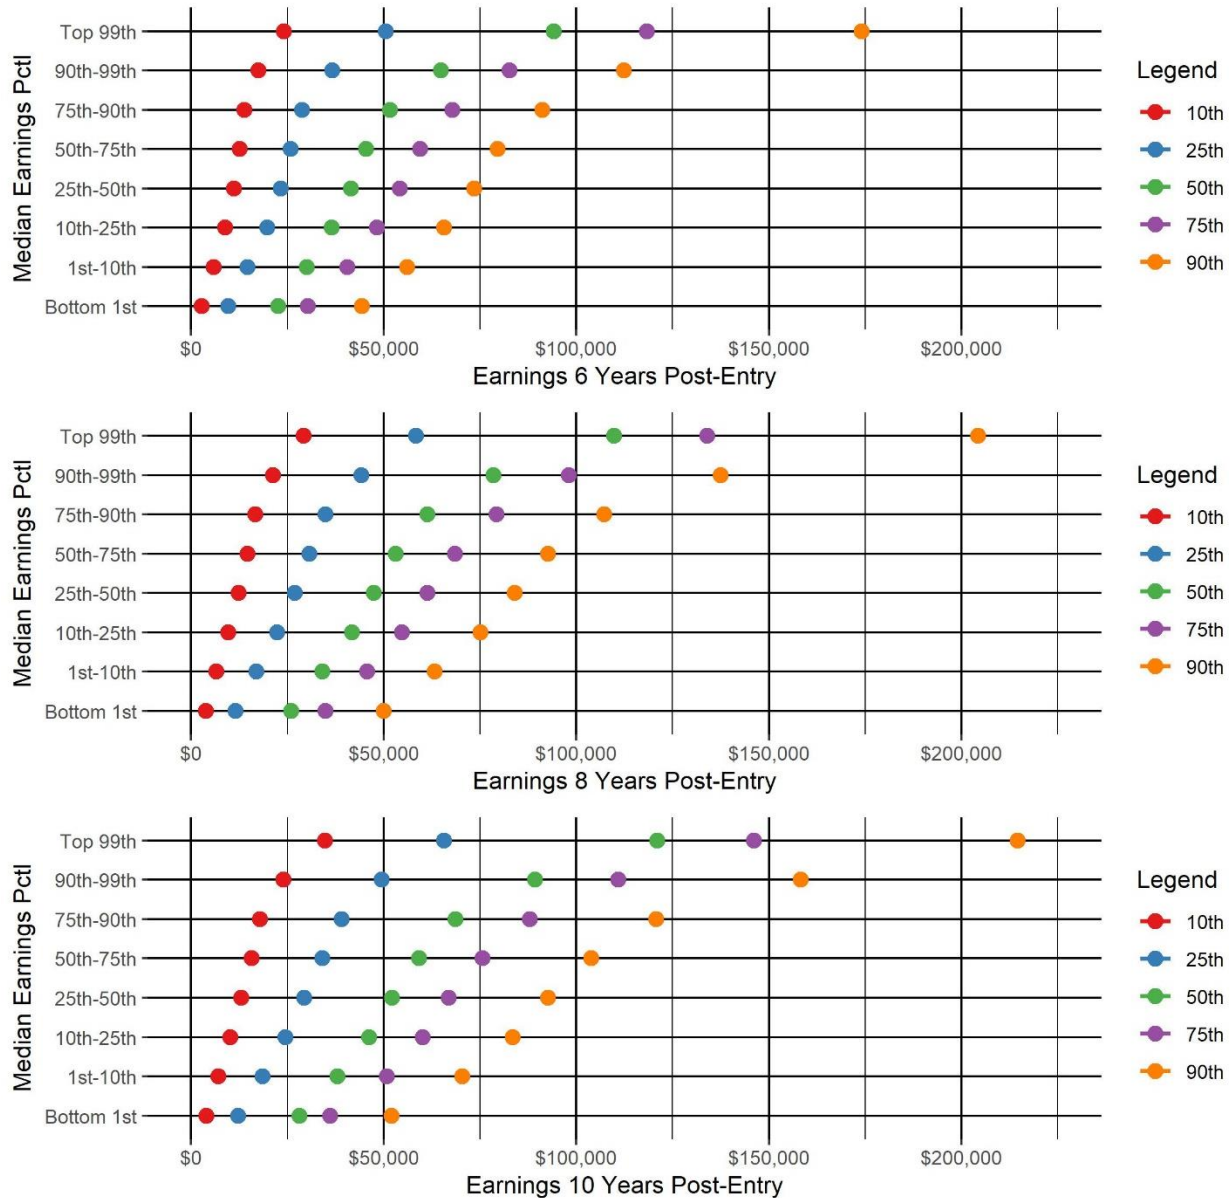 Median Earnings Pctl
Top 99th
90th-99th
75th-90th
50th-75th
25th-50th
10th-25th
1st-10th
Bottom 1st
$0 $50,000 $100,000 $150,000 $200,000
Earnings 6 Years Post-Entry
Legend
10th
25th
50th
75th
90th
Median Earnings Pctl
Top 99th
90th-99th
75th-90th
50th-75th
25th-50th
10th-25th
1st-10th
Bottom 1st
$0 $50,000 $100,000 $150,000 $200,000
Earnings 8 Years Post-Entry
Legend
10th
25th
50th
75th
90th
Median Earnings Pctl
Top 99th
90th-99th
75th-90th
50th-75th
25th-50th
10th-25th
1st-10th
Bottom 1st
$0 $50,000 $100,000 $150,000 $200,000
Earnings 10 Years Post-Entry
Legend
10th
25th
50th
75th
90th